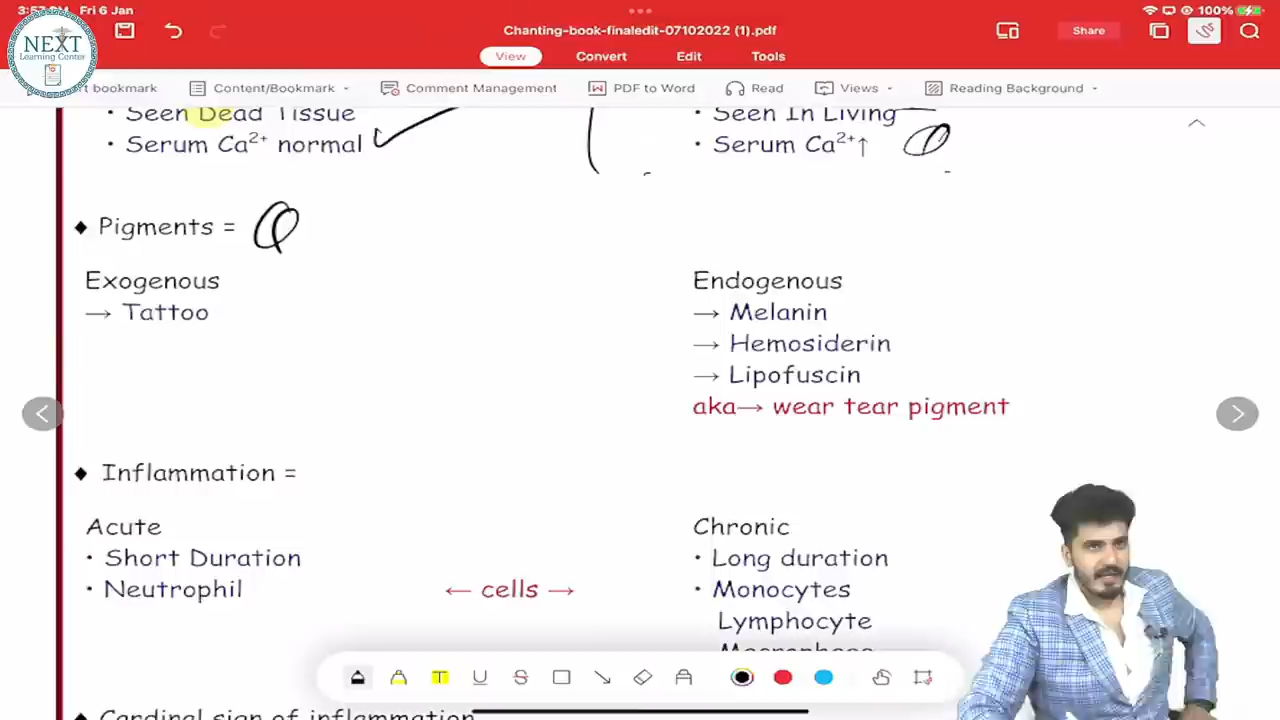 3:57 PM Fri 6 Jan
100%
NEXT
Learning Center
Chanting-book-finaledit-07102022 (1).pdf
Share
View Convert Edit Tools
bookmark Content/Bookmark Comment Management PDF to Word Read Views Reading Background
• Seen Dead Tissue
• Serum Ca²⁺ normal
• Seen In Living
• Serum Ca²⁺↑
◆ Pigments =
Exogenous
→ Tattoo
Endogenous
→ Melanin
→ Hemosiderin
→ Lipofuscin
aka→ wear tear pigment
◆ Inflammation =
Acute
• Short Duration
• Neutrophil
← cells →
Chronic
• Long duration
• Monocytes
Lymphocyte
Macrophage
◆ Cardinal sign of inflammation